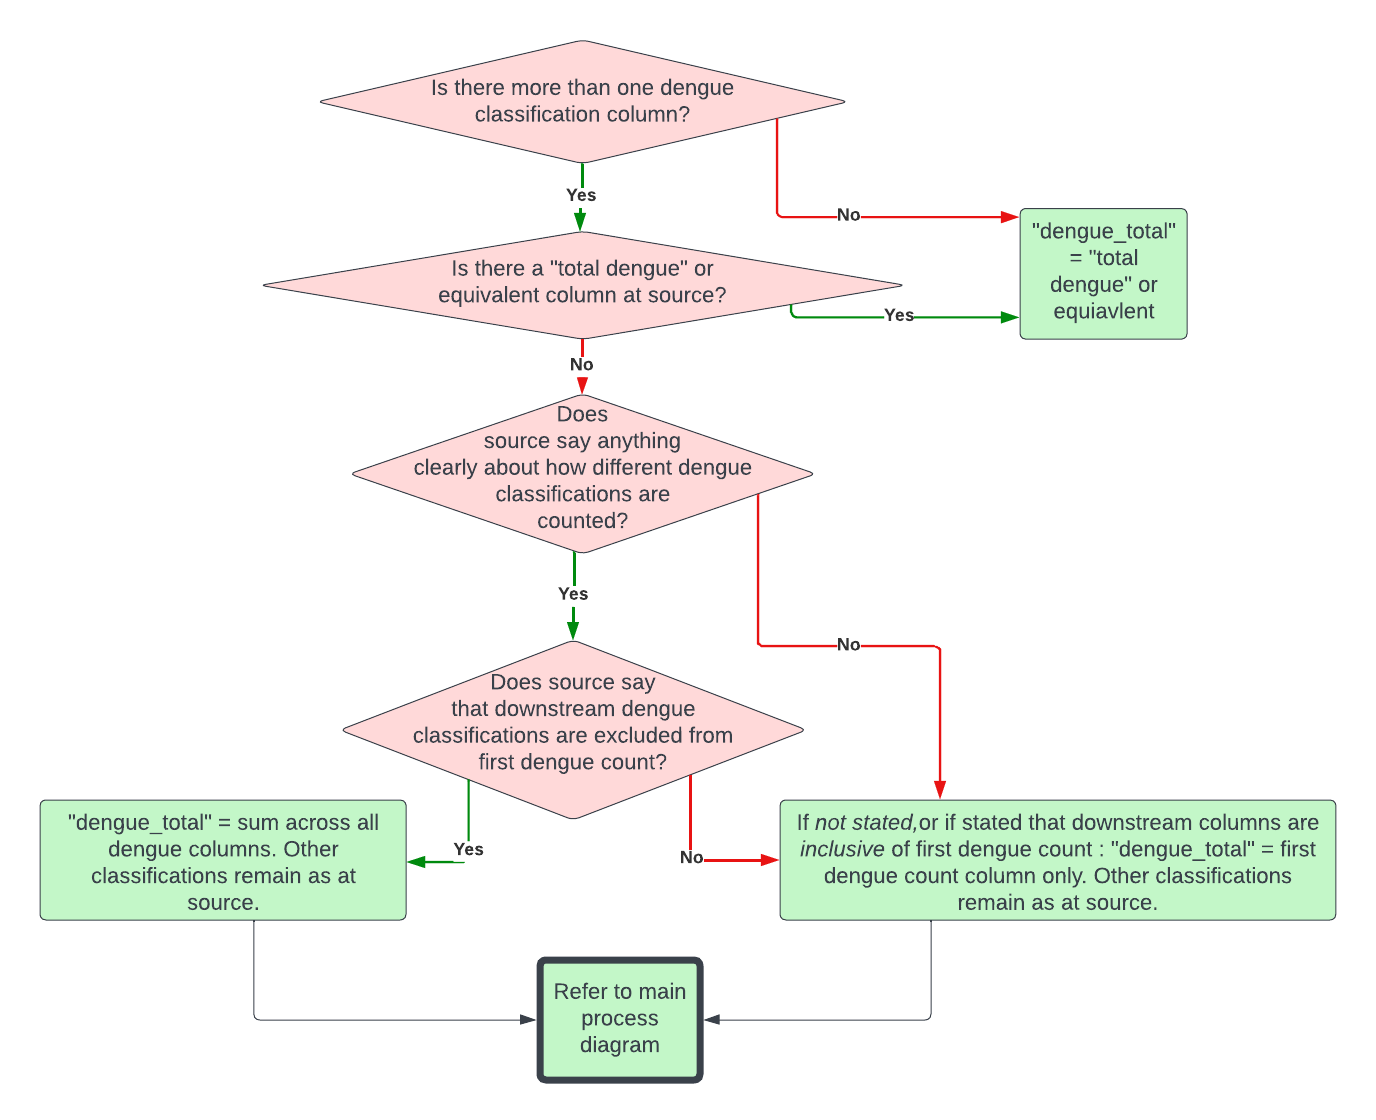 Is there more than one dengue
classification column?
Yes
No
"dengue_total"
= "total
dengue" or
equiavlent
Is there a "total dengue" or
equivalent column at source?
Yes
No
Does
source say anything
clearly about how different dengue
classifications are
counted?
Yes
No
Does source say
that downstream dengue
classifications are excluded from
first dengue count?
Yes
No
"dengue_total" = sum across all
dengue columns. Other
classifications remain as at
source.
If not stated,or if stated that downstream columns are
inclusive of first dengue count : "dengue_total" = first
dengue count column only. Other classifications
remain as at source.
Refer to main
process
diagram